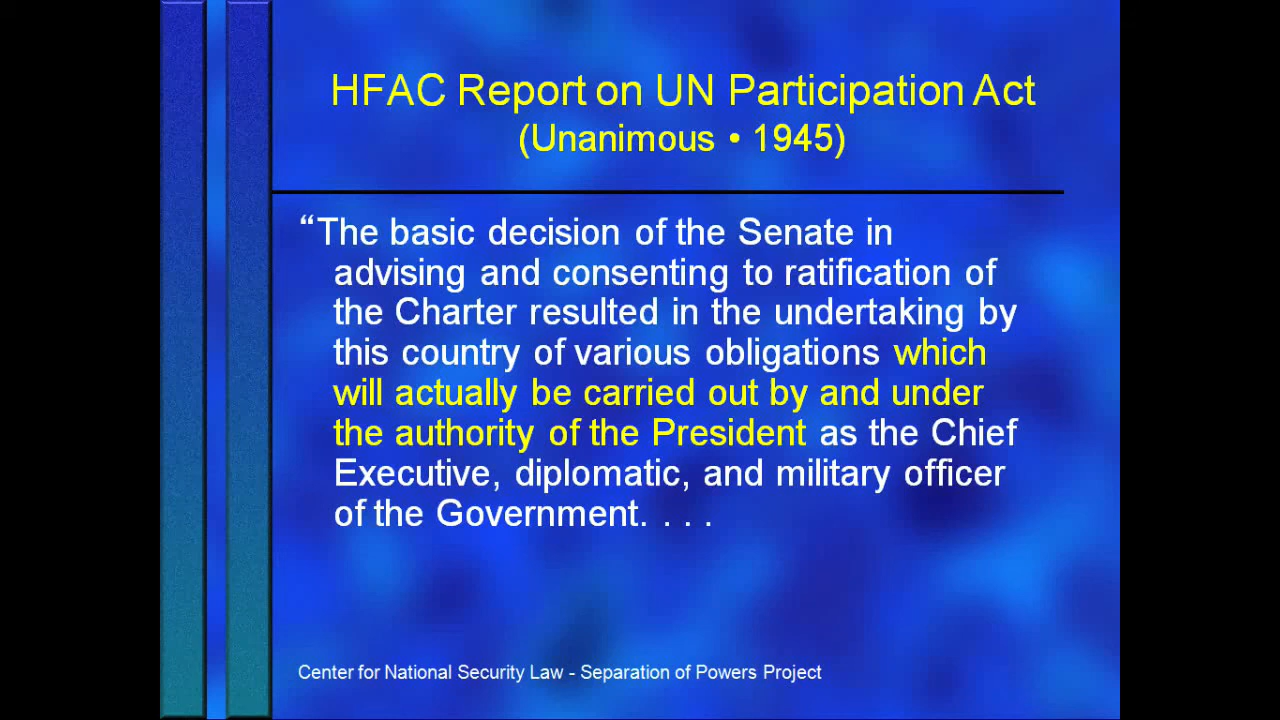 HFAC Report on UN Participation Act
(Unanimous • 1945)
“The basic decision of the Senate in
advising and consenting to ratification of
the Charter resulted in the undertaking by
this country of various obligations which
will actually be carried out by and under
the authority of the President as the Chief
Executive, diplomatic, and military officer
of the Government. . . .
Center for National Security Law - Separation of Powers Project